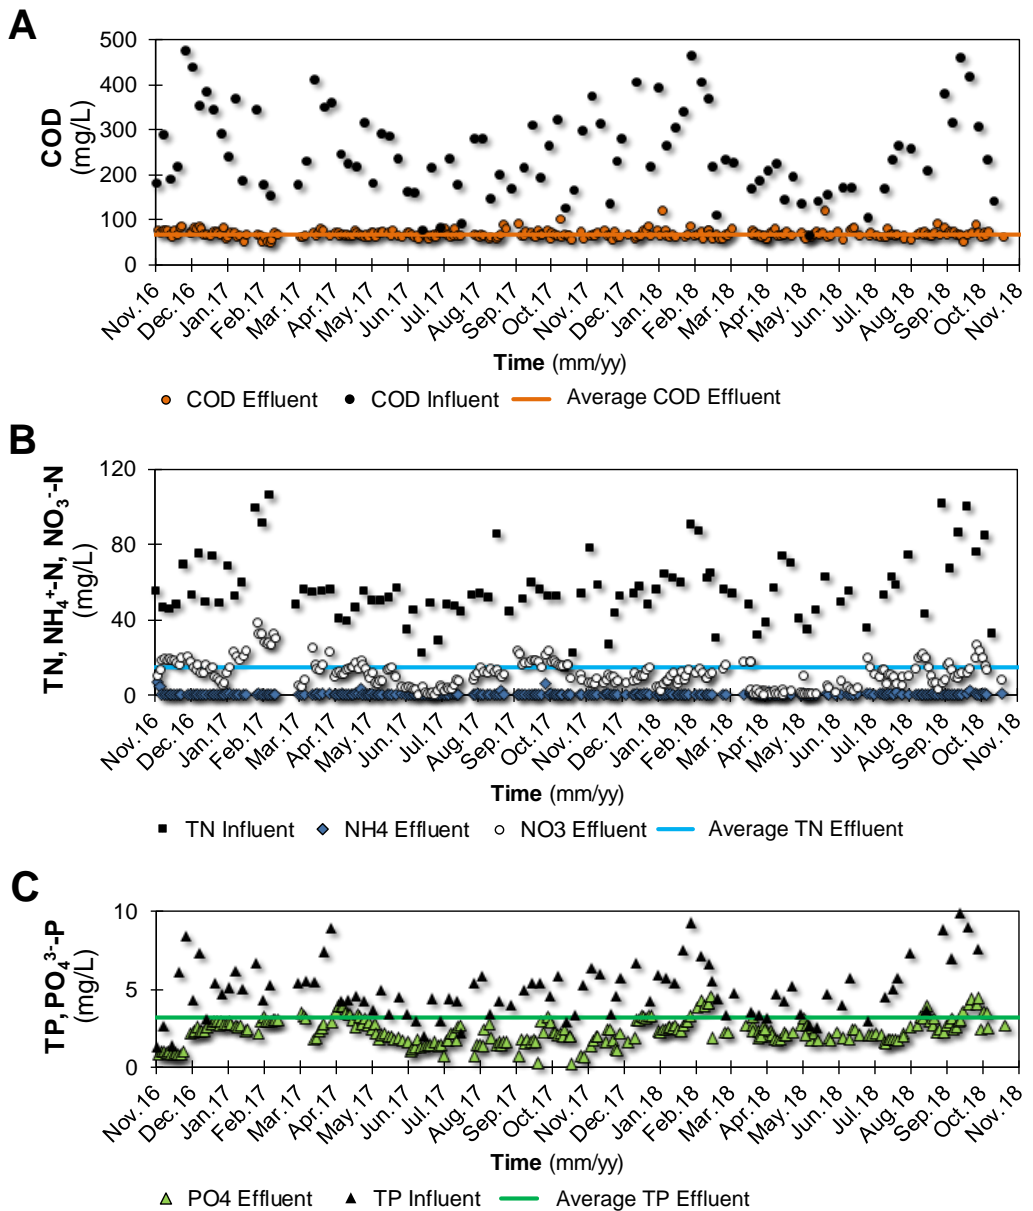 A
COD
(mg/L)
500
400
300
200
100
0
Nov. 16 Dec. 16 Jan. 17 Feb. 17 Mar. 17 Apr. 17 May. 17 Jun. 17 Jul. 17 Aug. 17 Sep. 17 Oct. 17 Nov. 17 Dec. 17 Jan. 18 Feb. 18 Mar. 18 Apr. 18 May. 18 Jun. 18 Jul. 18 Aug. 18 Sep. 18 Oct. 18 Nov. 18
Time (mm/yy)
COD Effluent COD Influent Average COD Effluent
B
TN, NH₄⁺-N, NO₃⁻-N
(mg/L)
120
80
40
0
Nov. 16 Dec. 16 Jan. 17 Feb. 17 Mar. 17 Apr. 17 May. 17 Jun. 17 Jul. 17 Aug. 17 Sep. 17 Oct. 17 Nov. 17 Dec. 17 Jan. 18 Feb. 18 Mar. 18 Apr. 18 May. 18 Jun. 18 Jul. 18 Aug. 18 Sep. 18 Oct. 18 Nov. 18
Time (mm/yy)
TN Influent NH4 Effluent NO3 Effluent Average TN Effluent
C
TP, PO₄³⁻-P
(mg/L)
10
5
0
Nov. 16 Dec. 16 Jan. 17 Feb. 17 Mar. 17 Apr. 17 May. 17 Jun. 17 Jul. 17 Aug. 17 Sep. 17 Oct. 17 Nov. 17 Dec. 17 Jan. 18 Feb. 18 Mar. 18 Apr. 18 May. 18 Jun. 18 Jul. 18 Aug. 18 Sep. 18 Oct. 18 Nov. 18
Time (mm/yy)
PO4 Effluent TP Influent Average TP Effluent